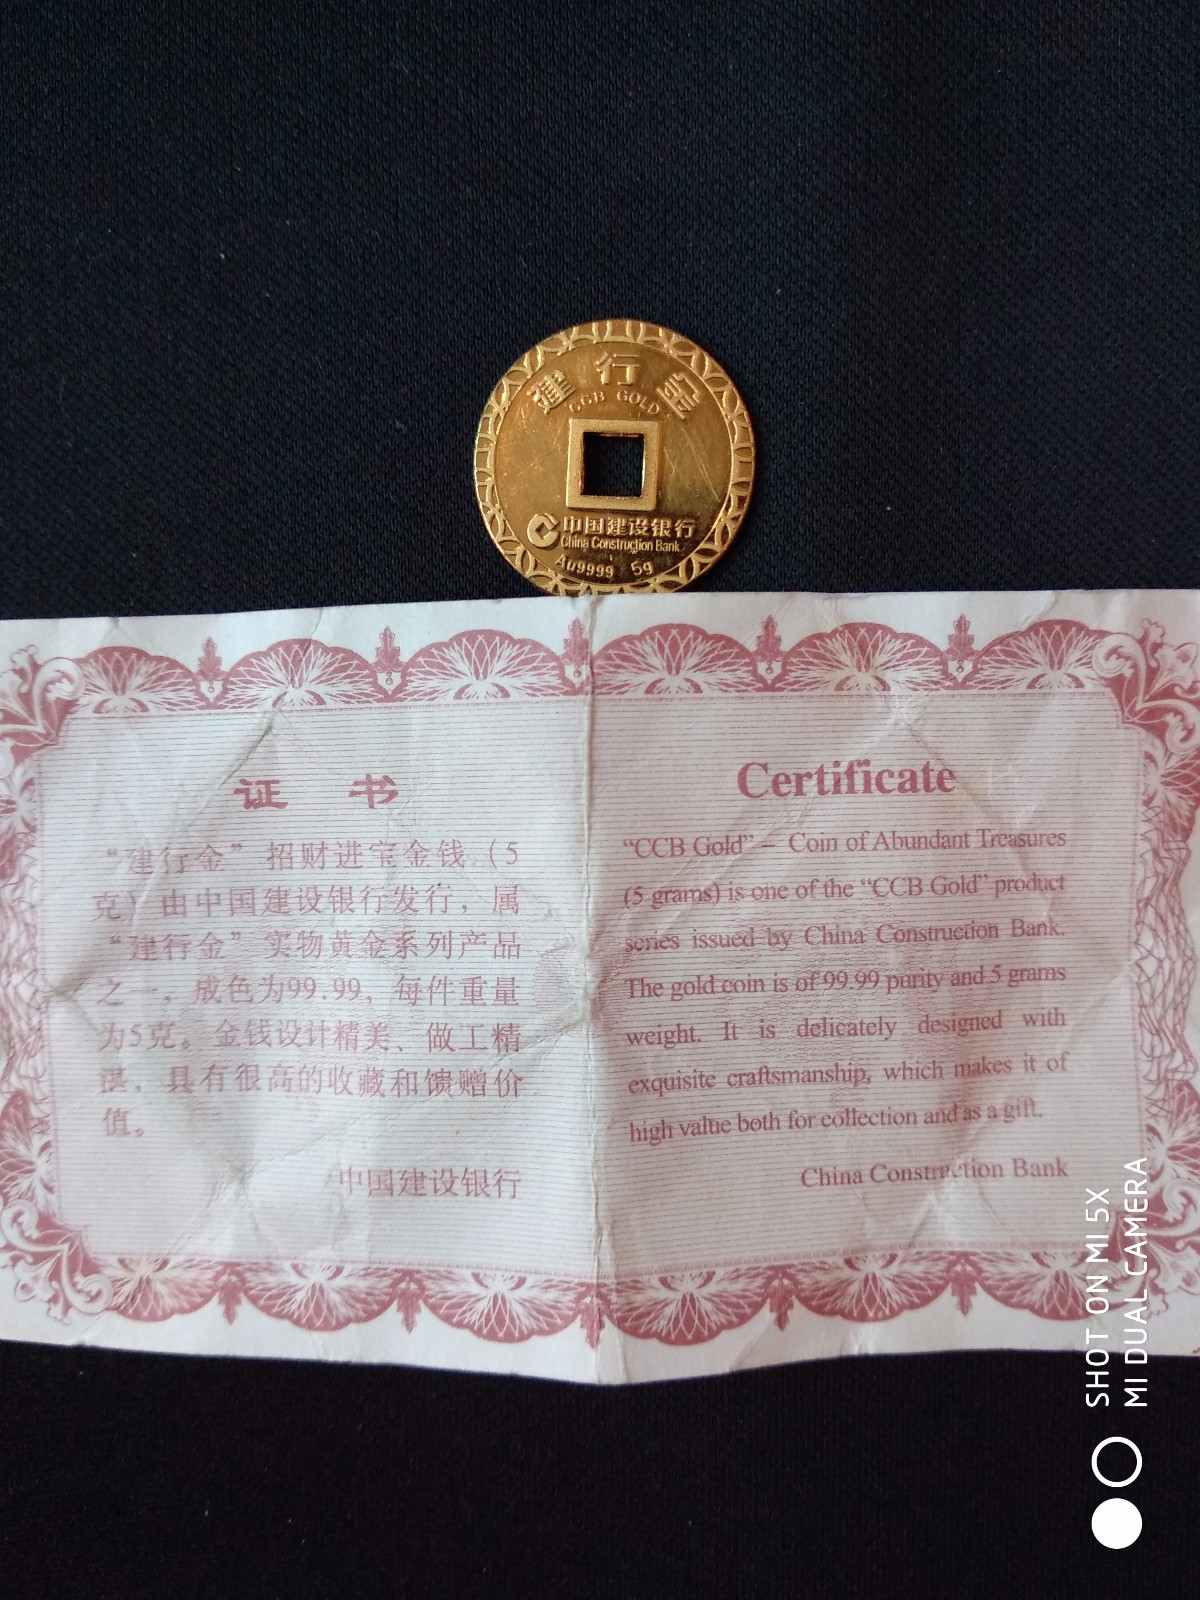 建 行 金
CCB GOLD
中国建设银行
China Construction Bank
Au9999 5g
证 书
“建行金”招财进宝金钱（5
克）由中国建设银行发行，属
“建行金”实物黄金系列产品
之一，成色为99.99，每件重量
为5克。金钱设计精美、做工精
湛，具有很高的收藏和馈赠价
值。
中国建设银行
Certificate
“CCB Gold” – Coin of Abundant Treasures
(5 grams) is one of the “CCB Gold” product
series issued by China Construction Bank.
The gold coin is of 99.99 purity and 5 grams
weight. It is delicately designed with
exquisite craftsmanship, which makes it of
high value both for collection and as a gift.
China Construction Bank
SHOT ON MI 5X
MI DUAL CAMERA